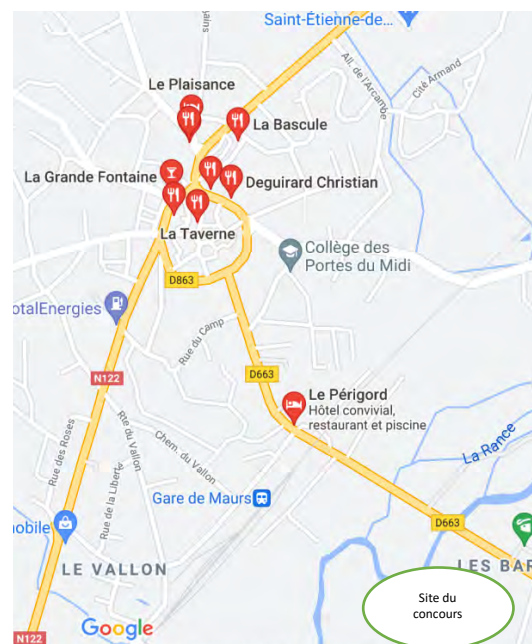 Saint-Étienne-de...
All. de l'Arcambe
Cité Armand
Le Plaisance
La Bascule
La Grande Fontaine
Deguirard Christian
La Taverne
Collège des
Portes du Midi
D863
otalEnergies
Rue du Camp
N122
D663
Le Périgord
Hôtel convivial,
restaurant et piscine
Rue des Roses
Rte du Vallon
Chem. du Vallon
La Rance
Rue de la Libert
Gare de Maurs
D663
obile
LE VALLON
LES BAR
Site du
concours
Google
N122